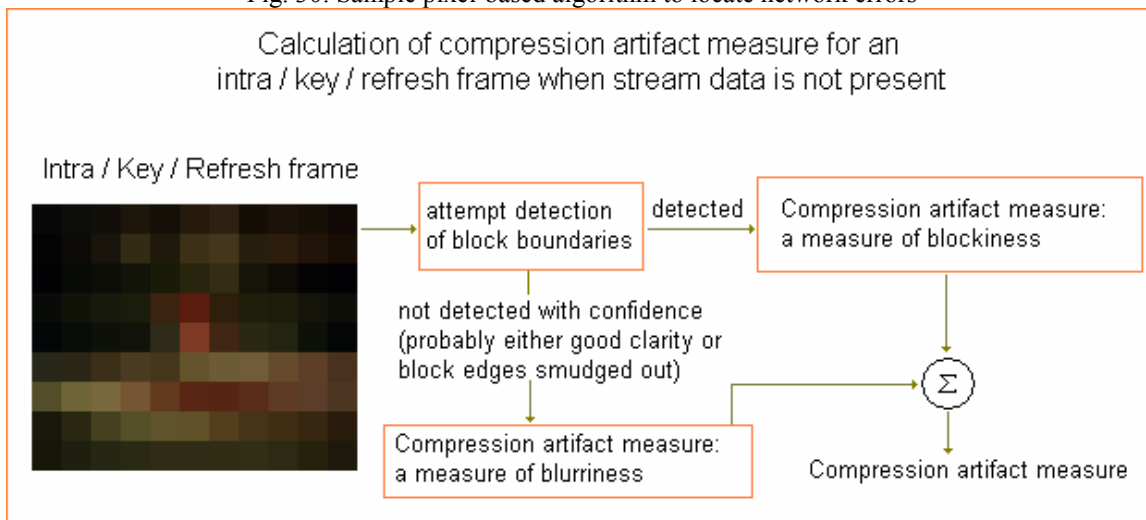 Fig. 30. Sample pixel based algorithm to locate network errors
Calculation of compression artifact measure for an
intra / key / refresh frame when stream data is not present
Intra / Key / Refresh frame
attempt detection
of block boundaries
detected
Compression artifact measure:
a measure of blockiness
not detected with confidence
(probably either good clarity or
block edges smudged out)
Σ
Compression artifact measure:
a measure of blurriness
Compression artifact measure